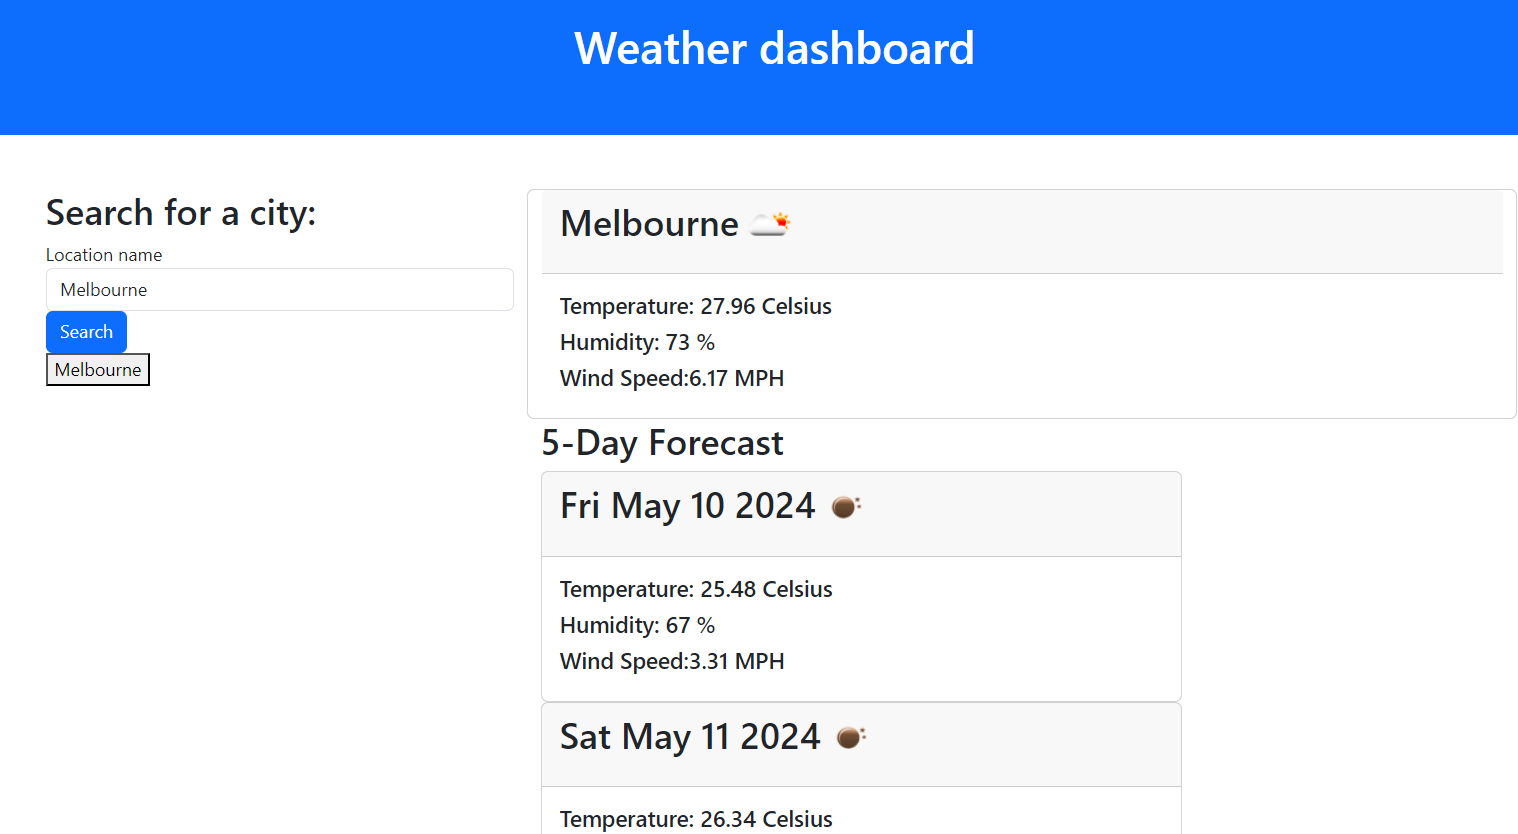 Weather dashboard
Search for a city:
Location name
Melbourne
Search
Melbourne
Melbourne
Temperature: 27.96 Celsius
Humidity: 73 %
Wind Speed:6.17 MPH
5-Day Forecast
Fri May 10 2024
Temperature: 25.48 Celsius
Humidity: 67 %
Wind Speed:3.31 MPH
Sat May 11 2024
Temperature: 26.34 Celsius